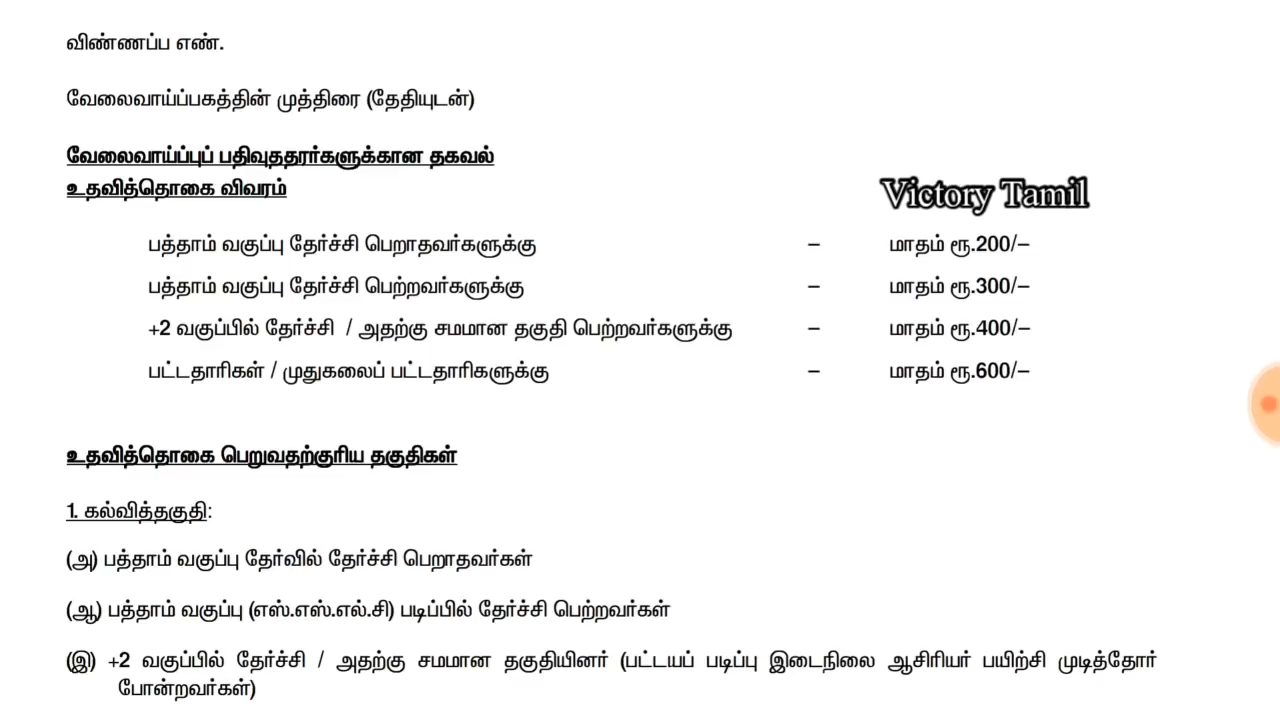 விண்ணப்ப எண்.
வேலைவாய்ப்பகத்தின் முத்திரை (தேதியுடன்)
வேலைவாய்ப்புப் பதிவுததரர்களுக்கான தகவல்
உதவித்தொகை விவரம்
Victory Tamil
பத்தாம் வகுப்பு தேர்ச்சி பெறாதவர்களுக்கு – மாதம் ரூ.200/–
பத்தாம் வகுப்பு தேர்ச்சி பெற்றவர்களுக்கு – மாதம் ரூ.300/–
+2 வகுப்பில் தேர்ச்சி / அதற்கு சமமான தகுதி பெற்றவர்களுக்கு – மாதம் ரூ.400/–
பட்டதாரிகள் / முதுகலைப் பட்டதாரிகளுக்கு – மாதம் ரூ.600/–
உதவித்தொகை பெறுவதற்குரிய தகுதிகள்
1. கல்வித்தகுதி:
(அ) பத்தாம் வகுப்பு தேர்வில் தேர்ச்சி பெறாதவர்கள்
(ஆ) பத்தாம் வகுப்பு (எஸ்.எஸ்.எல்.சி) படிப்பில் தேர்ச்சி பெற்றவர்கள்
(இ) +2 வகுப்பில் தேர்ச்சி / அதற்கு சமமான தகுதியினர் (பட்டயப் படிப்பு இடைநிலை ஆசிரியர் பயிற்சி முடித்தோர்
போன்றவர்கள்)